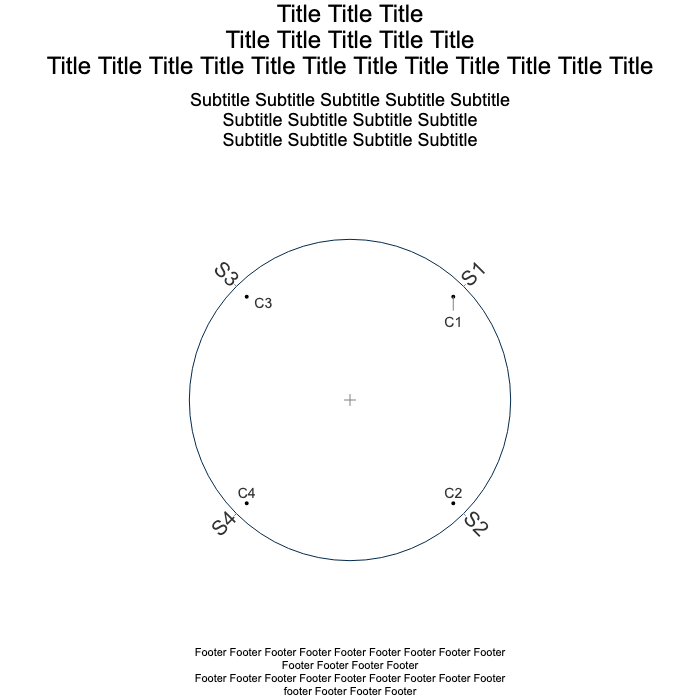 Title Title Title
Title Title Title Title Title
Title Title Title Title Title Title Title Title Title Title Title Title
Subtitle Subtitle Subtitle Subtitle Subtitle
Subtitle Subtitle Subtitle Subtitle
Subtitle Subtitle Subtitle Subtitle
S3
S1
C3
C1
C4
C2
S4
S2
Footer Footer Footer Footer Footer Footer Footer Footer Footer
Footer Footer Footer Footer
Footer Footer Footer Footer Footer Footer Footer Footer Footer
footer Footer Footer Footer